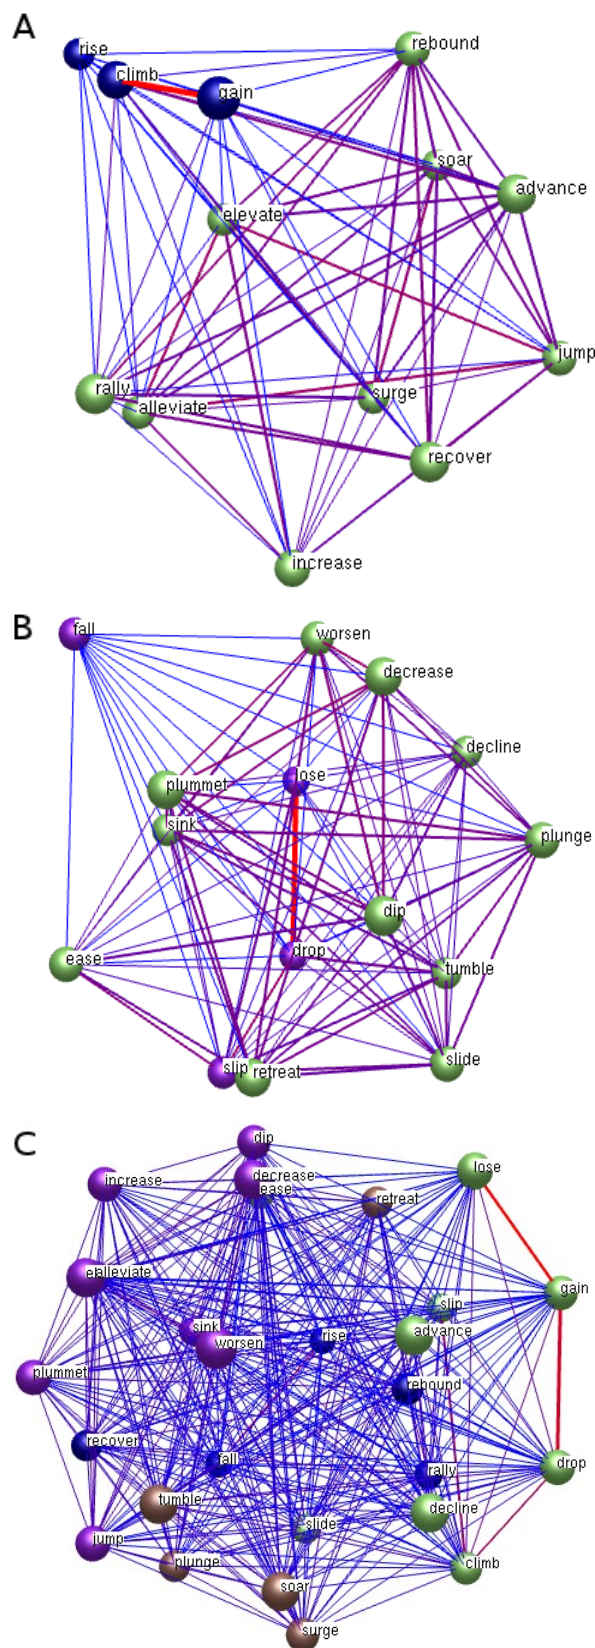 A
rise
rebound
climb
gain
soar
advance
elevate
jump
rally
surge
alleviate
recover
increase
B
fall
worsen
decrease
decline
lose
plummet
sink
plunge
dip
drop
ease
tumble
slip
retreat
slide
C
dip
lose
decrease
increase
ease
retreat
alleviate
gain
slip
sink
advance
rise
worsen
plummet
rebound
recover
fall
rally
drop
tumble
decline
slide
jump
plunge
climb
soar
surge